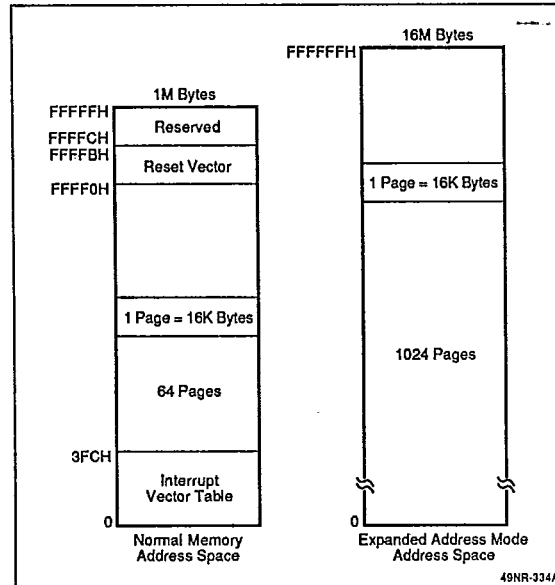 1M Bytes
FFFFFH
Reserved
FFFFCH
FFFFBH
Reset Vector
FFFF0H
1 Page = 16K Bytes
64 Pages
3FCH
Interrupt
Vector Table
0
Normal Memory
Address Space
16M Bytes
FFFFFFH
1 Page = 16K Bytes
1024 Pages
0
Expanded Address Mode
Address Space
49NR-334A